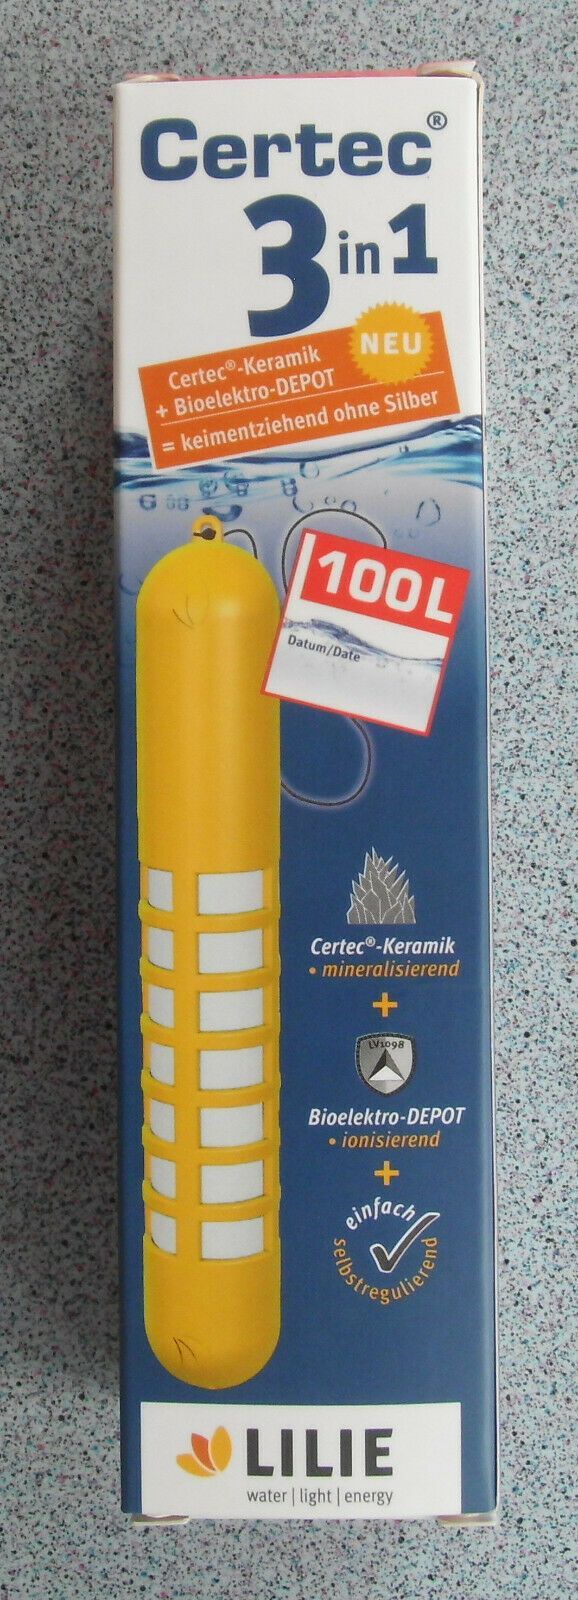 Certec®
3 in 1
NEU
Certec®-Keramik
+ Bioelektro-DEPOT
= keimentziehend ohne Silber
100L
Datum/Date
Certec®-Keramik
• mineralisierend
+
LV1098
Bioelektro-DEPOT
• ionisierend
+
einfach
selbstregulierend
LILIE
water | light | energy